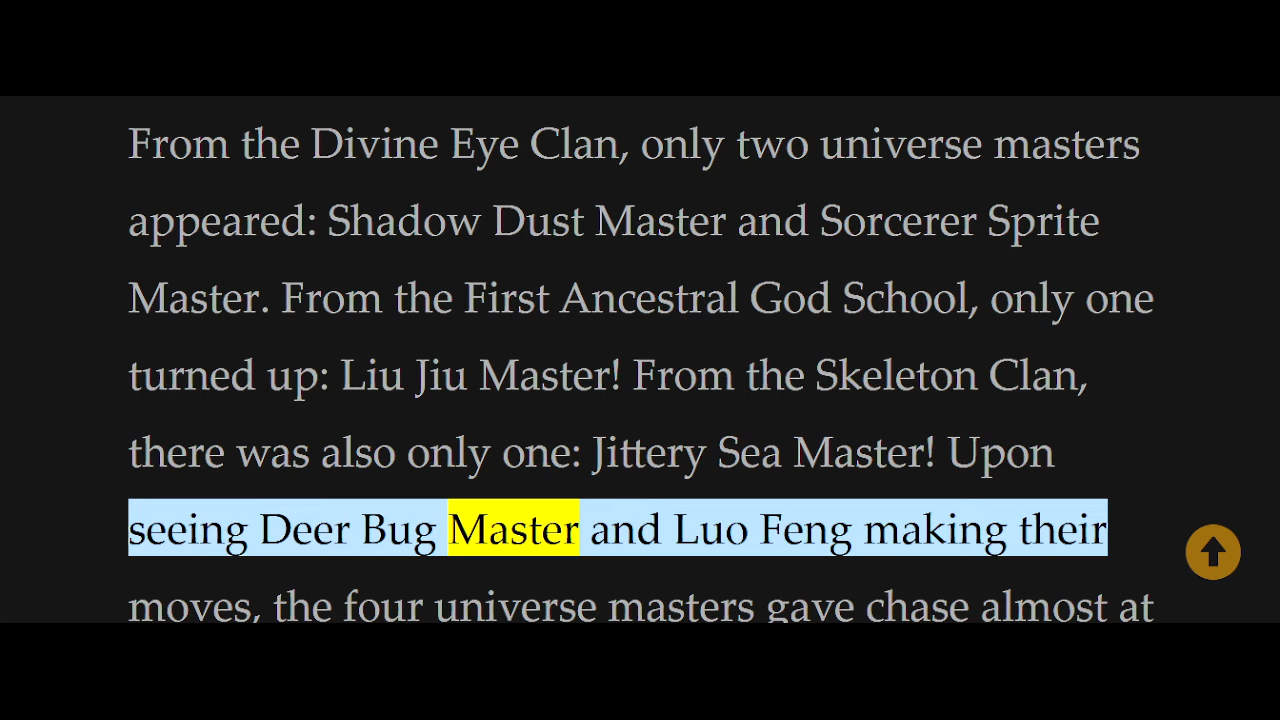 From the Divine Eye Clan, only two universe masters
appeared: Shadow Dust Master and Sorcerer Sprite
Master. From the First Ancestral God School, only one
turned up: Liu Jiu Master! From the Skeleton Clan,
there was also only one: Jittery Sea Master! Upon
seeing Deer Bug Master and Luo Feng making their
moves, the four universe masters gave chase almost at